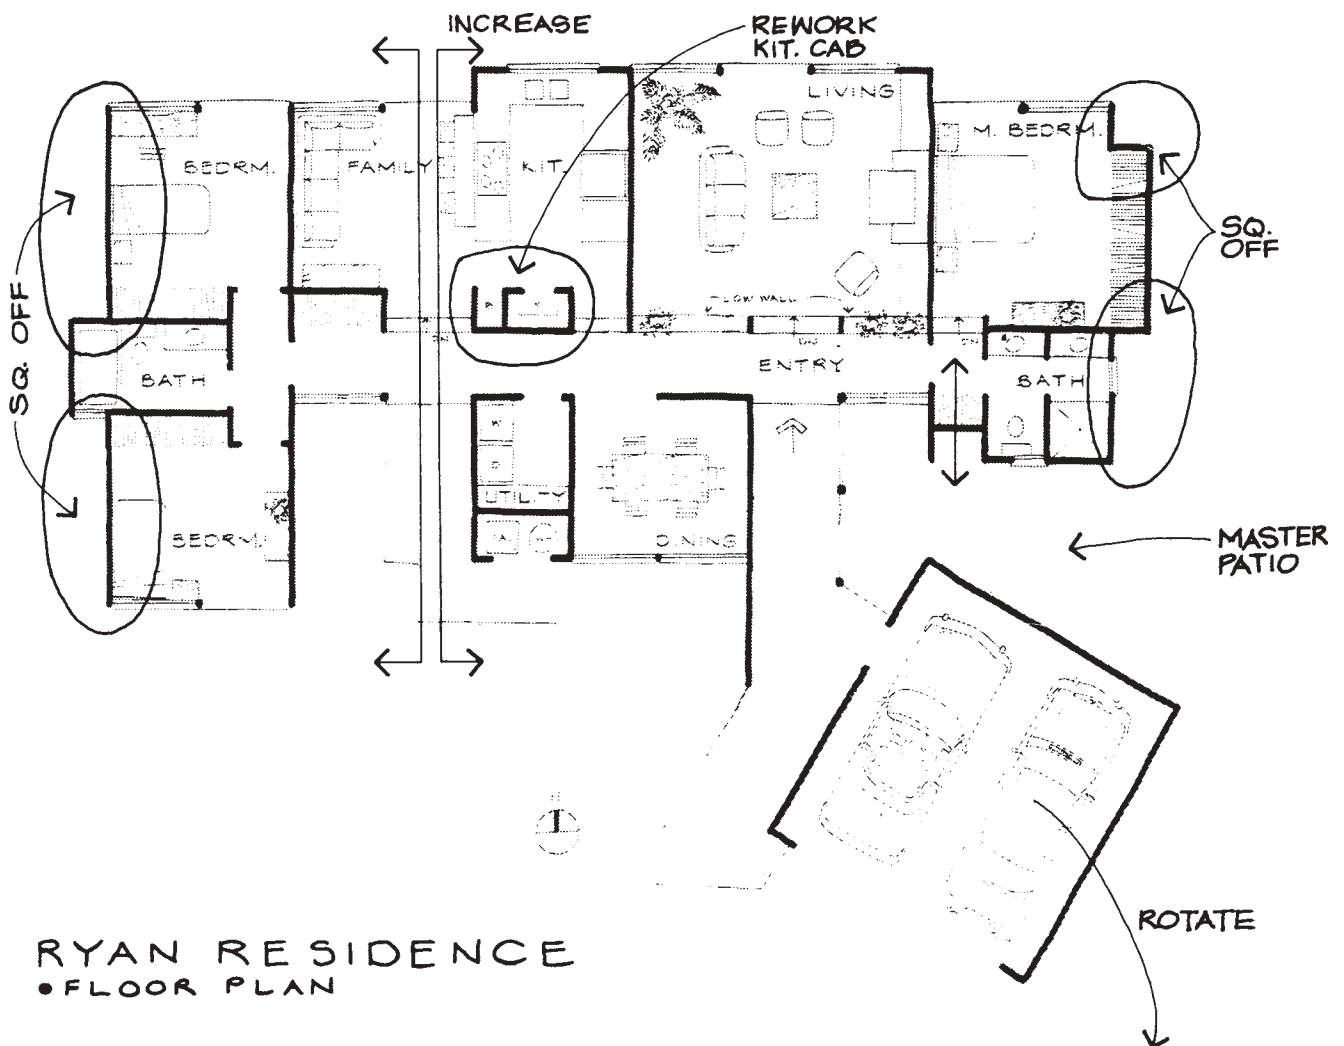 INCREASE
REWORK
KIT. CAB
LIVING
M. BEDRM.
BEDRM.
FAMILY
KIT.
SQ.
OFF
SQ. OFF
LOW WALL
ENTRY
BATH
BATH
W
D
UTILITY
DINING
BEDRM.
MASTER
PATIO
ROTATE
RYAN RESIDENCE
• FLOOR PLAN